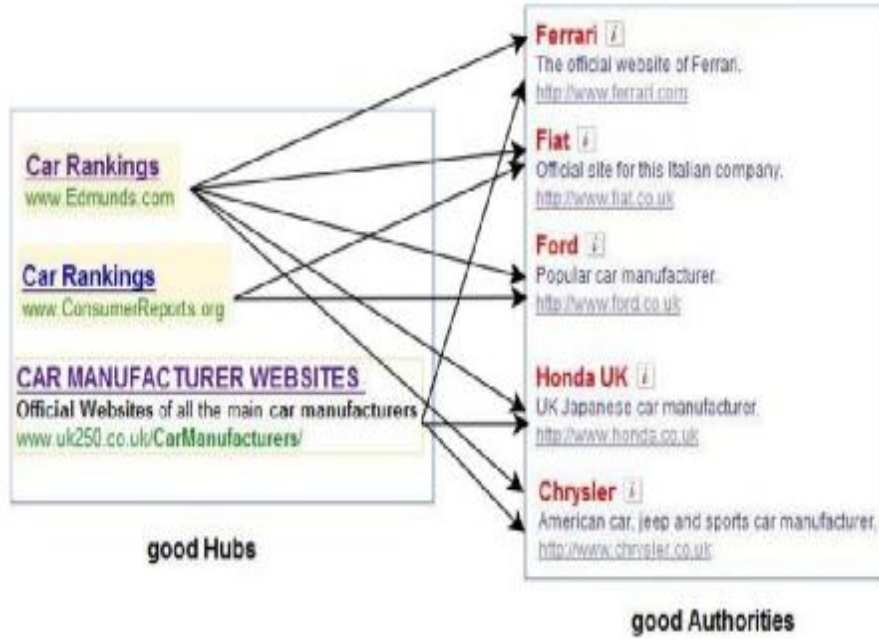 Car Rankings
www.Edmunds.com
Car Rankings
www.ConsumerReports.org
CAR MANUFACTURER WEBSITES
Official Websites of all the main car manufacturers
www.uk250.co.uk/CarManufacturers/
good Hubs
Ferrari i
The official website of Ferrari.
http://www.ferrari.com
Fiat i
Official site for this Italian company.
http://www.fiat.co.uk
Ford i
Popular car manufacturer.
http://www.ford.co.uk
Honda UK i
UK Japanese car manufacturer.
http://www.honda.co.uk
Chrysler i
American car, jeep and sports car manufacturer.
http://www.chrysler.co.uk
good Authorities